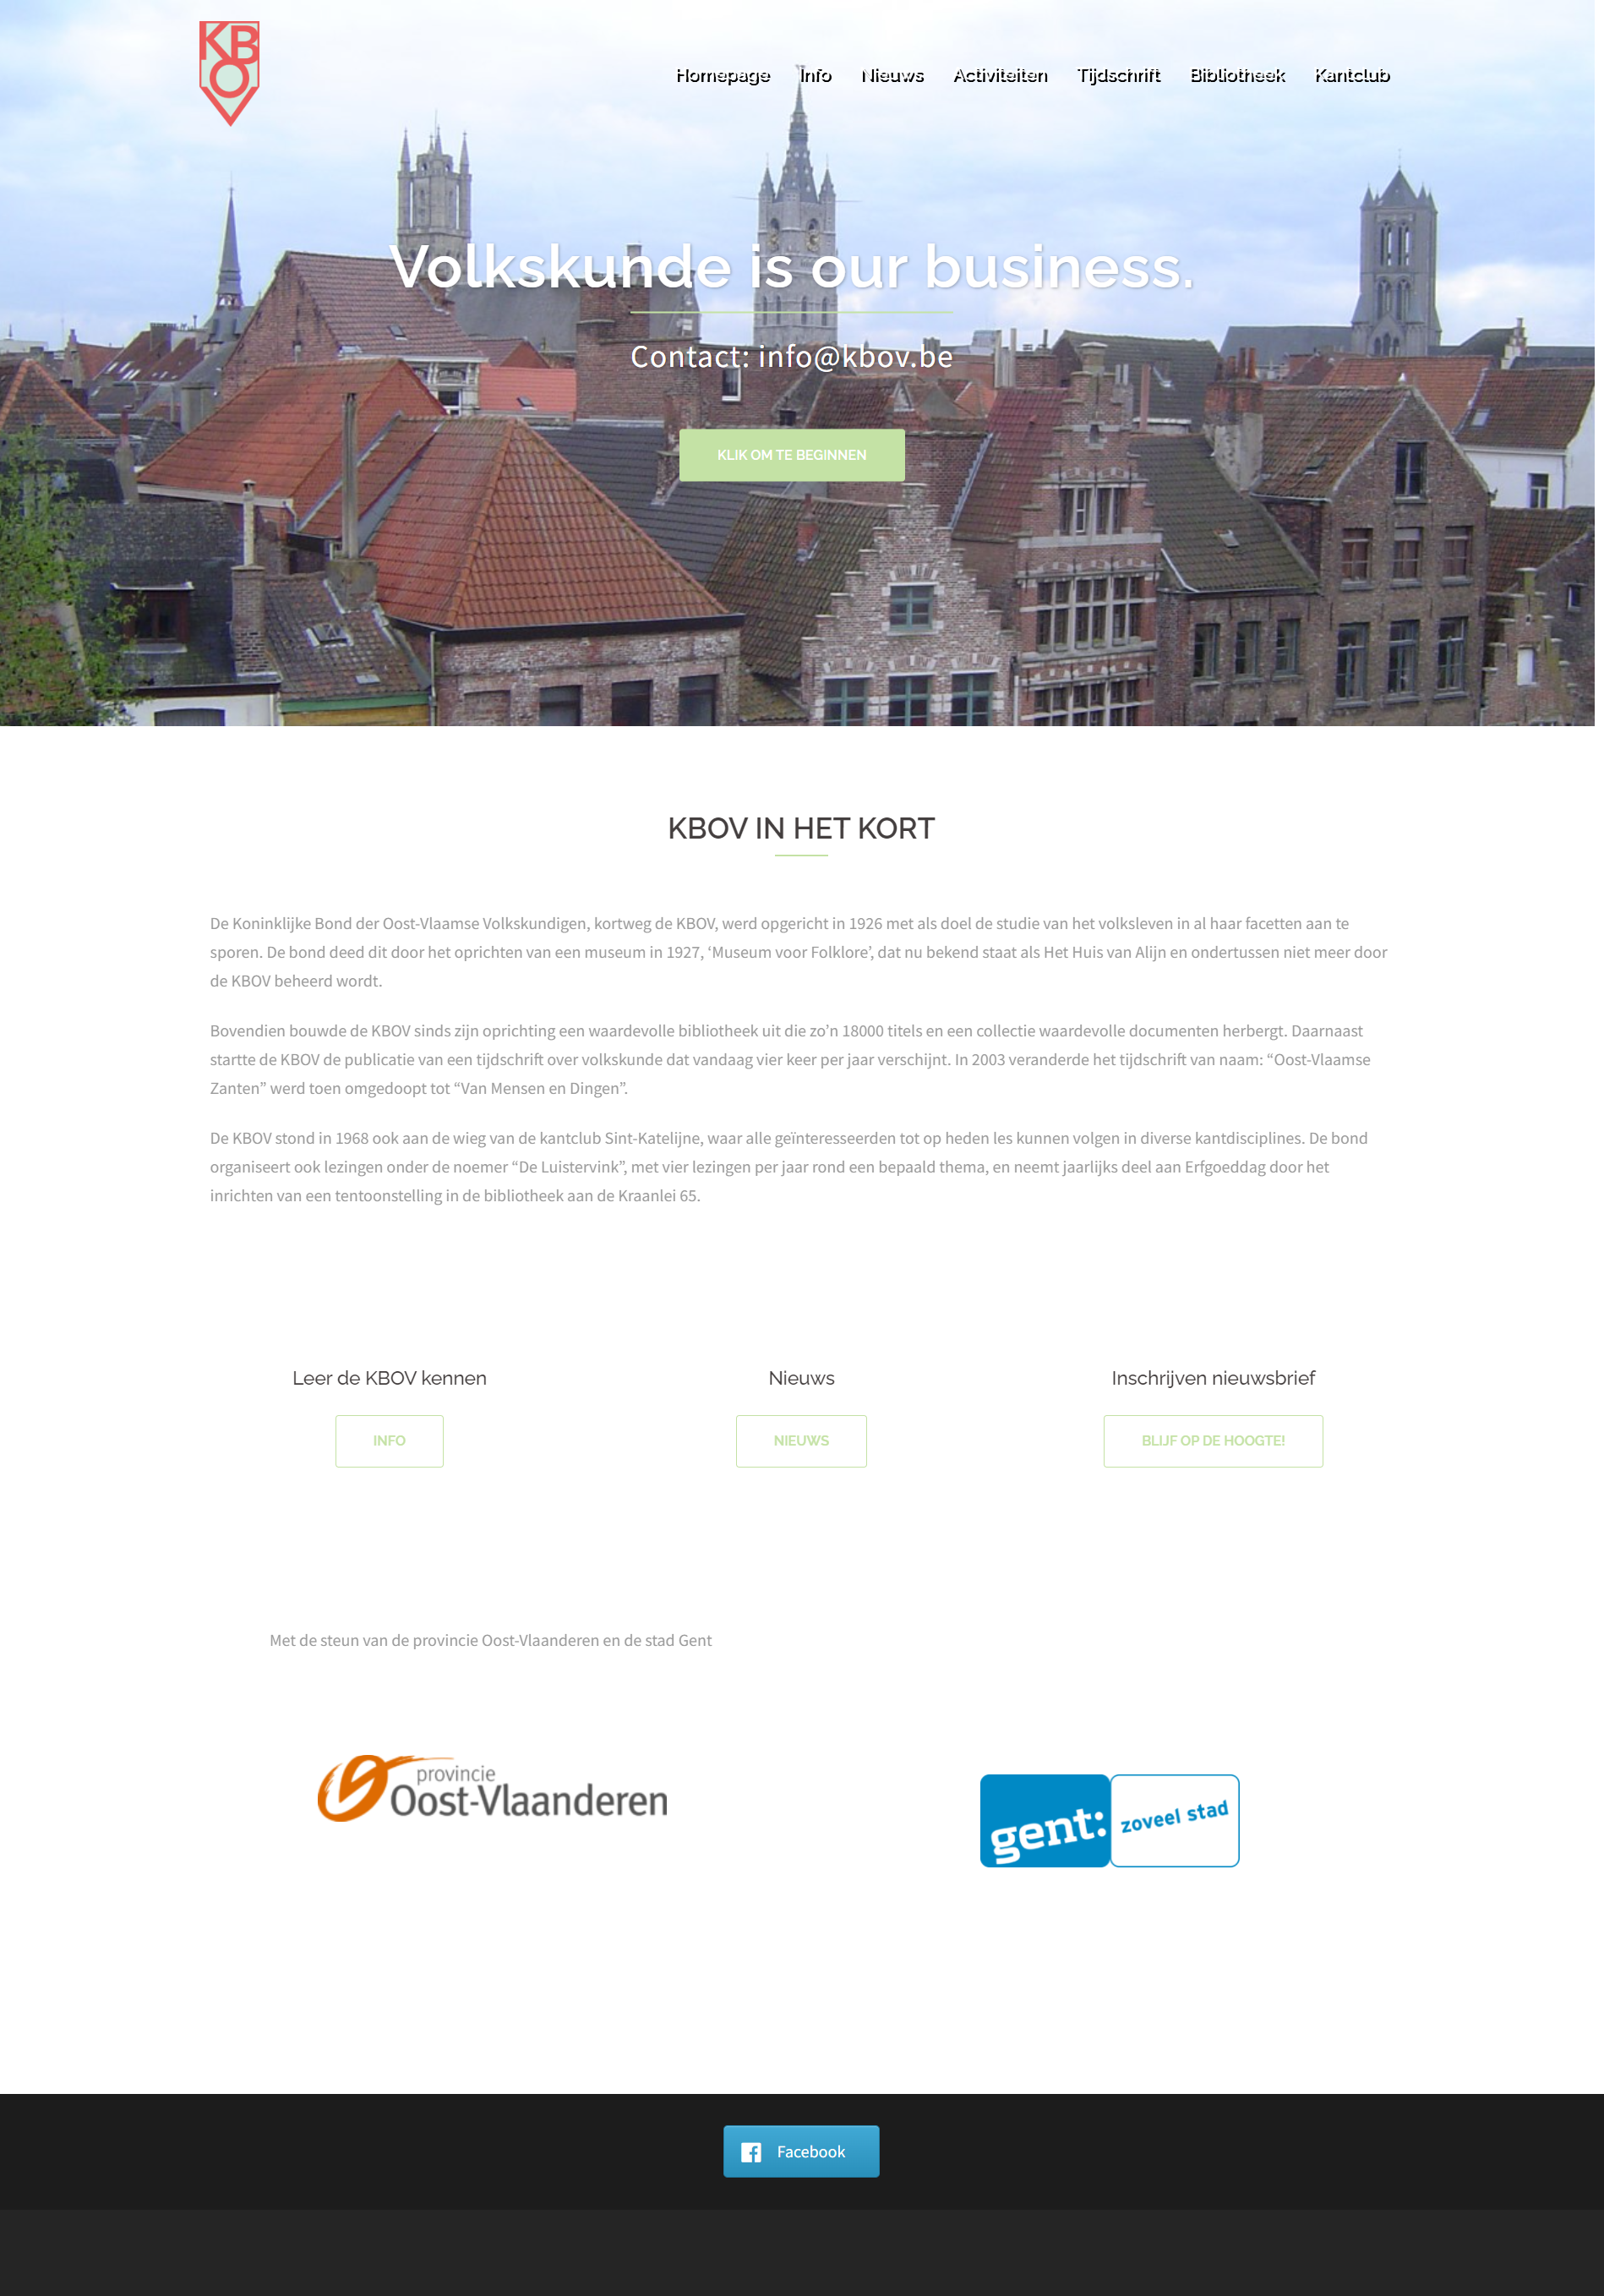 KB
OV
Homepage Info Nieuws Activiteiten Tijdschrift Bibliotheek Kantclub
Volkskunde is our business.
Contact: info@kbov.be
KLIK OM TE BEGINNEN
KBOV IN HET KORT
De Koninklijke Bond der Oost-Vlaamse Volkskundigen, kortweg de KBOV, werd opgericht in 1926 met als doel de studie van het volksleven in al haar facetten aan te
sporen. De bond deed dit door het oprichten van een museum in 1927, ‘Museum voor Folklore’, dat nu bekend staat als Het Huis van Alijn en ondertussen niet meer door
de KBOV beheerd wordt.
Bovendien bouwde de KBOV sinds zijn oprichting een waardevolle bibliotheek uit die zo’n 18000 titels en een collectie waardevolle documenten herbergt. Daarnaast
startte de KBOV de publicatie van een tijdschrift over volkskunde dat vandaag vier keer per jaar verschijnt. In 2003 veranderde het tijdschrift van naam: “Oost-Vlaamse
Zanten” werd toen omgedoopt tot “Van Mensen en Dingen”.
De KBOV stond in 1968 ook aan de wieg van de kantclub Sint-Katelijne, waar alle geïnteresseerden tot op heden les kunnen volgen in diverse kantdisciplines. De bond
organiseert ook lezingen onder de noemer “De Luistervink”, met vier lezingen per jaar rond een bepaald thema, en neemt jaarlijks deel aan Erfgoeddag door het
inrichten van een tentoonstelling in de bibliotheek aan de Kraanlei 65.
Leer de KBOV kennen
INFO
Nieuws
NIEUWS
Inschrijven nieuwsbrief
BLIJF OP DE HOOGTE!
Met de steun van de provincie Oost-Vlaanderen en de stad Gent
provincie
Oost-Vlaanderen
gent: zoveel stad
Facebook